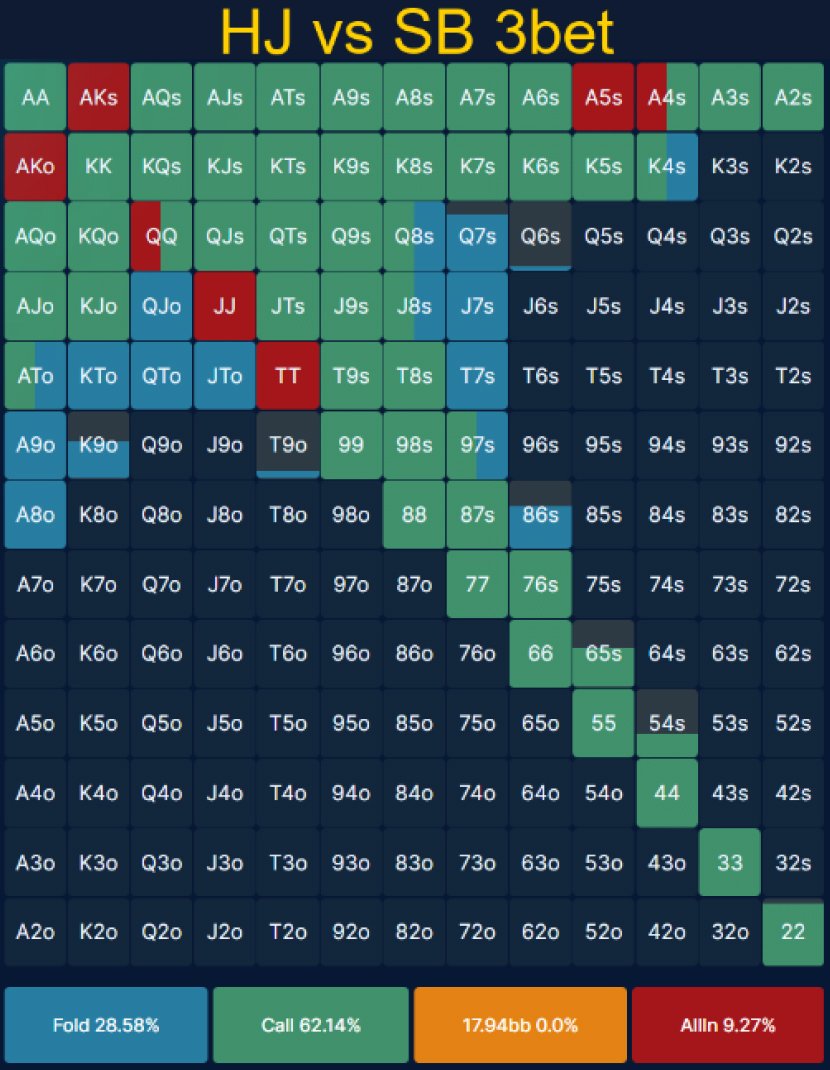 HJ vs SB 3bet
AA AKs AQs AJs ATs A9s A8s A7s A6s A5s A4s A3s A2s
AKo KK KQs KJs KTs K9s K8s K7s K6s K5s K4s K3s K2s
AQo KQo QQ QJs QTs Q9s Q8s Q7s Q6s Q5s Q4s Q3s Q2s
AJo KJo QJo JJ JTs J9s J8s J7s J6s J5s J4s J3s J2s
ATo KTo QTo JTo TT T9s T8s T7s T6s T5s T4s T3s T2s
A9o K9o Q9o J9o T9o 99 98s 97s 96s 95s 94s 93s 92s
A8o K8o Q8o J8o T8o 98o 88 87s 86s 85s 84s 83s 82s
A7o K7o Q7o J7o T7o 97o 87o 77 76s 75s 74s 73s 72s
A6o K6o Q6o J6o T6o 96o 86o 76o 66 65s 64s 63s 62s
A5o K5o Q5o J5o T5o 95o 85o 75o 65o 55 54s 53s 52s
A4o K4o Q4o J4o T4o 94o 84o 74o 64o 54o 44 43s 42s
A3o K3o Q3o J3o T3o 93o 83o 73o 63o 53o 43o 33 32s
A2o K2o Q2o J2o T2o 92o 82o 72o 62o 52o 42o 32o 22
Fold 28.58% Call 62.14% 17.94bb 0.0% AllIn 9.27%